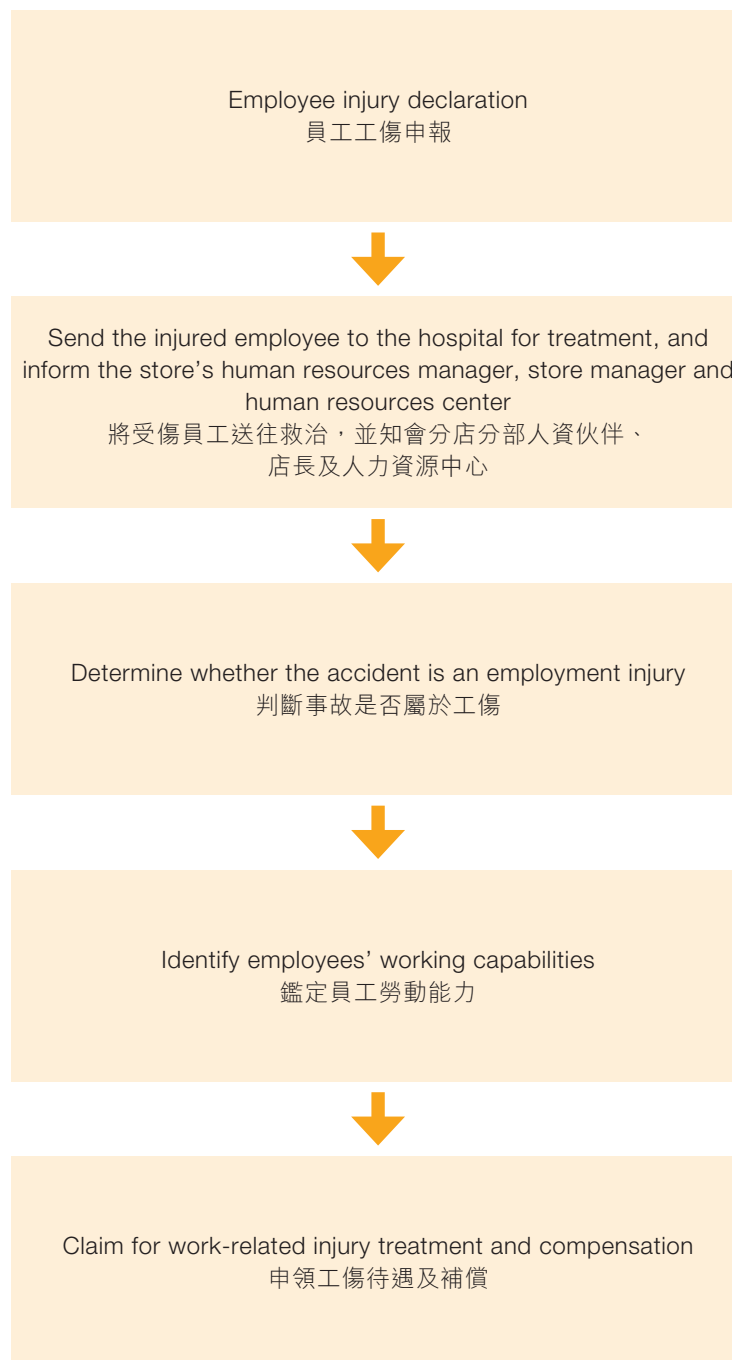 Employee injury declaration
員工工傷申報
Send the injured employee to the hospital for treatment, and
inform the store’s human resources manager, store manager and
human resources center
將受傷員工送往救治，並知會分店分部人資伙伴、
店長及人力資源中心
Determine whether the accident is an employment injury
判斷事故是否屬於工傷
Identify employees’ working capabilities
鑑定員工勞動能力
Claim for work-related injury treatment and compensation
申領工傷待遇及補償